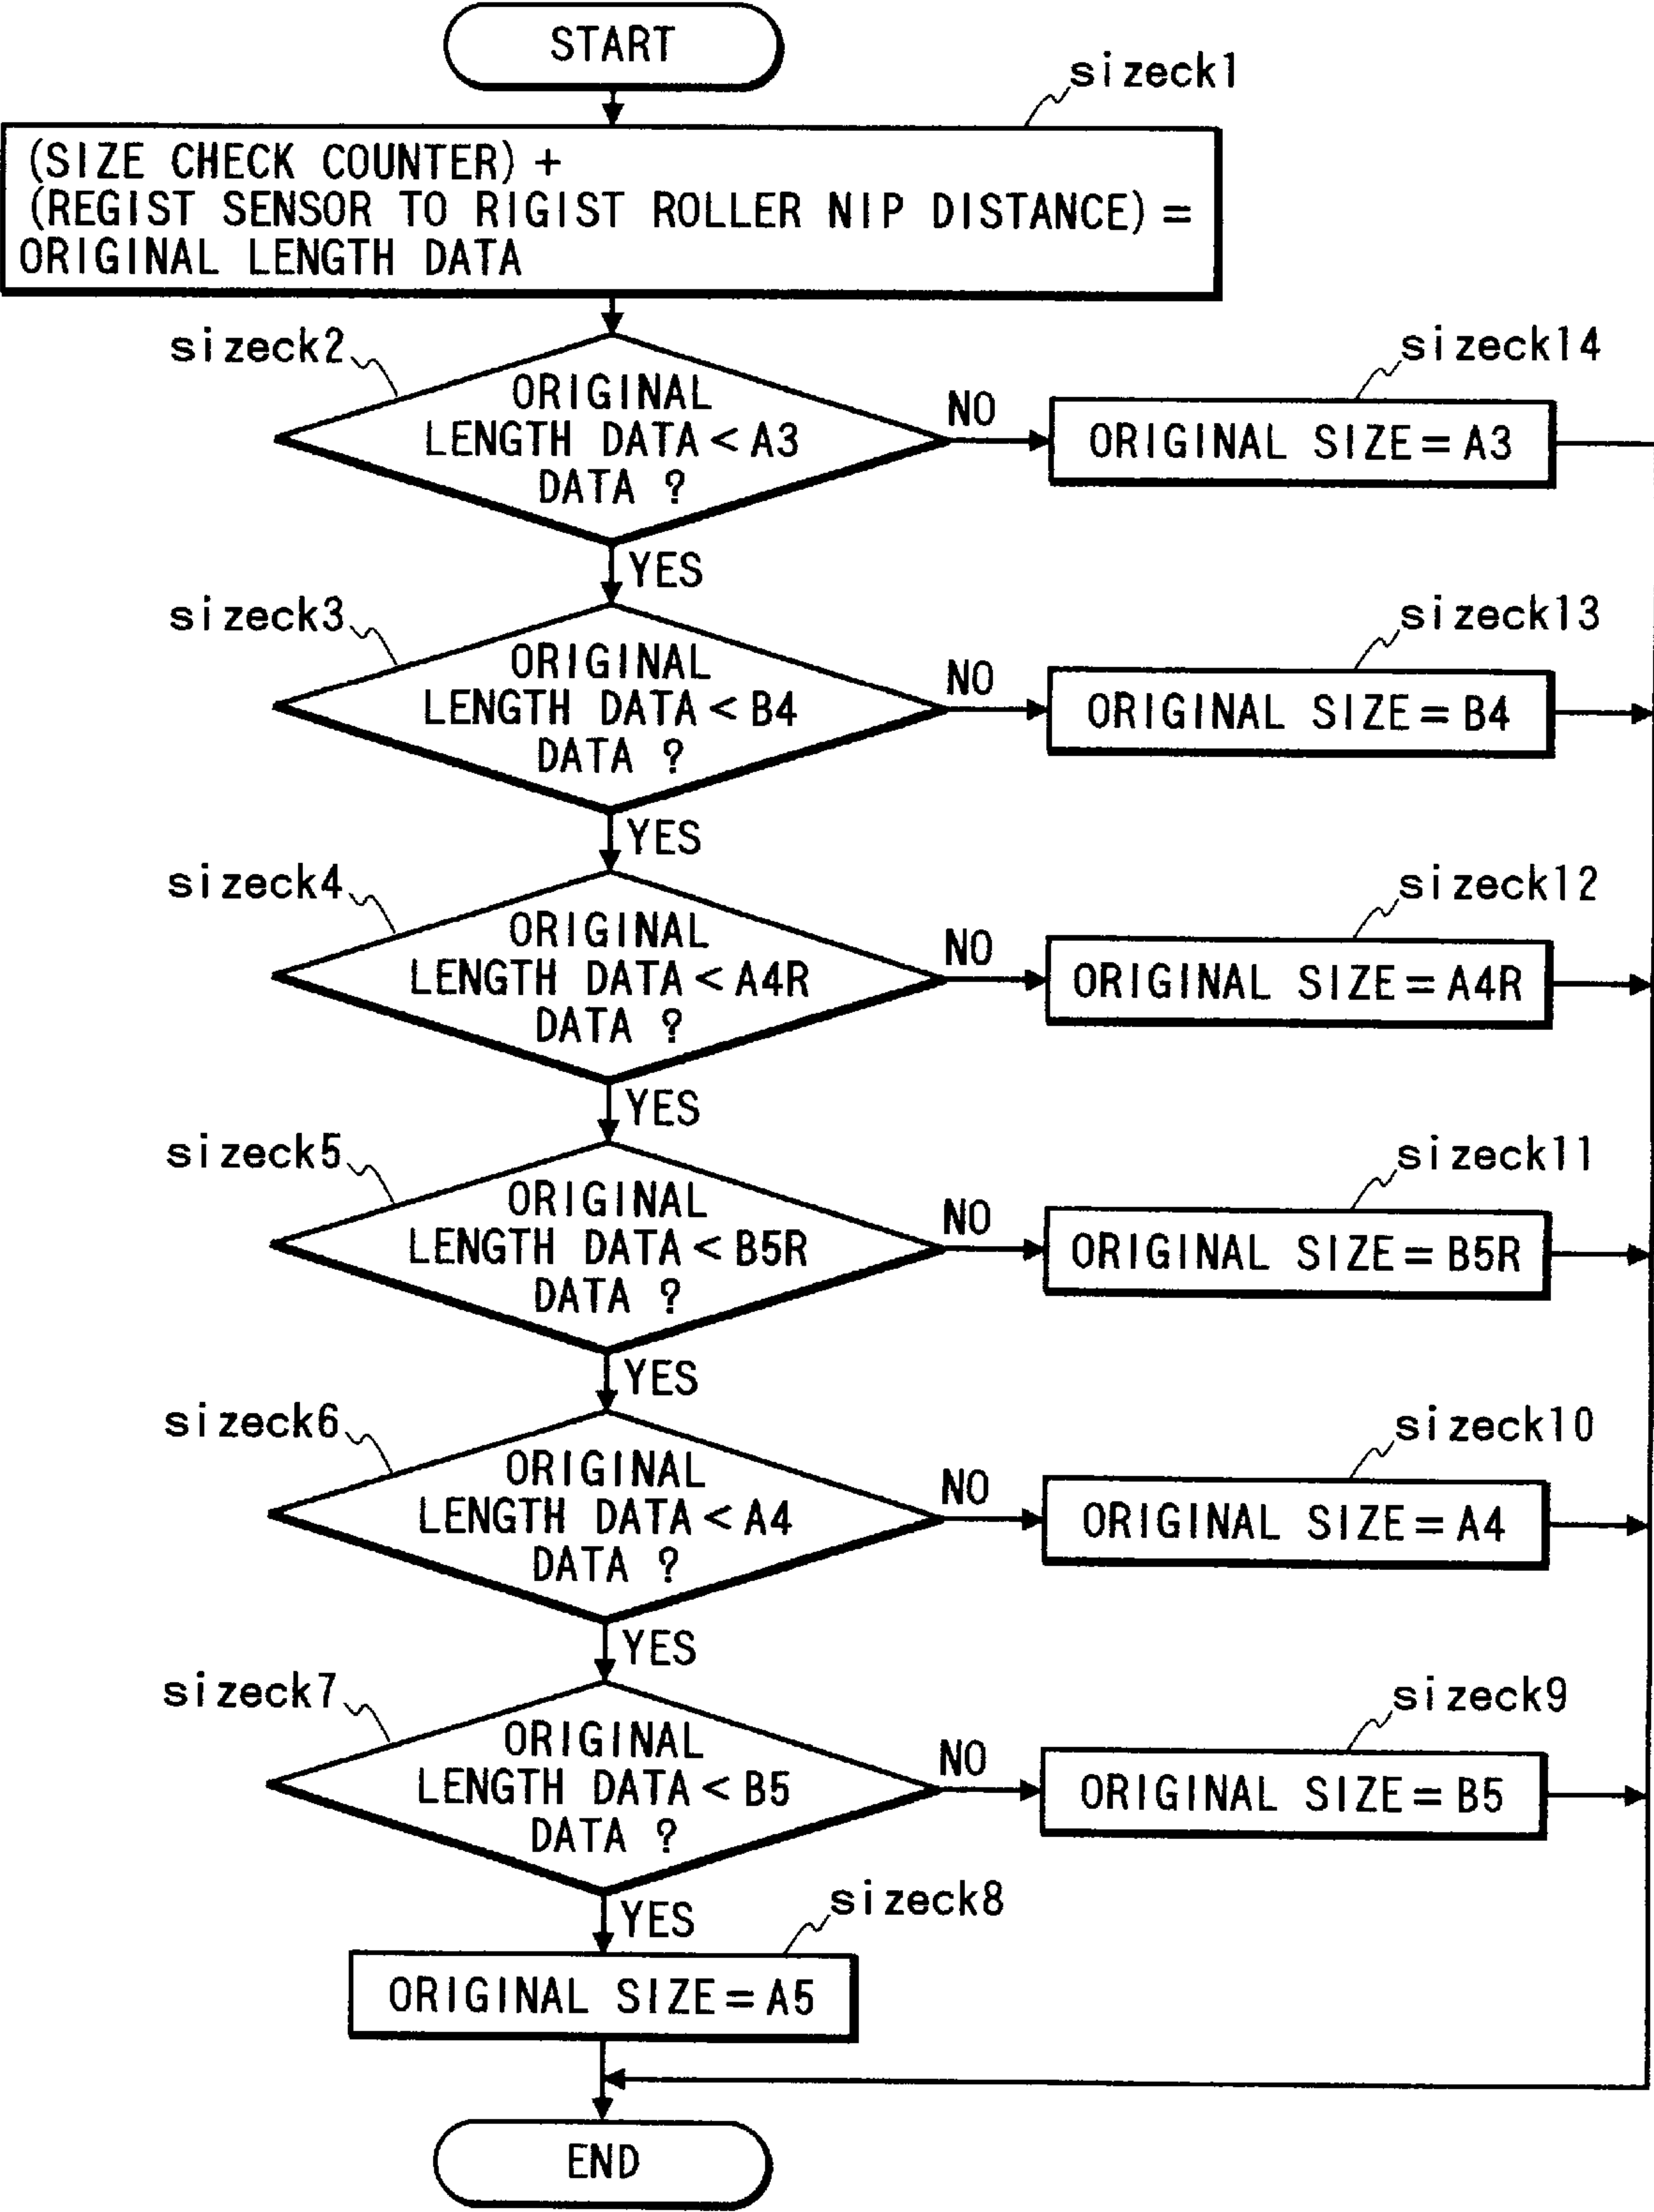 START
sizeck1
(SIZE CHECK COUNTER) +
(REGIST SENSOR TO RIGIST ROLLER NIP DISTANCE) =
ORIGINAL LENGTH DATA
sizeck2
ORIGINAL
LENGTH DATA < A3
DATA ?
NO
sizeck14
ORIGINAL SIZE = A3
YES
sizeck3
ORIGINAL
LENGTH DATA < B4
DATA ?
NO
sizeck13
ORIGINAL SIZE = B4
YES
sizeck4
ORIGINAL
LENGTH DATA < A4R
DATA ?
NO
sizeck12
ORIGINAL SIZE = A4R
YES
sizeck5
ORIGINAL
LENGTH DATA < B5R
DATA ?
NO
sizeck11
ORIGINAL SIZE = B5R
YES
sizeck6
ORIGINAL
LENGTH DATA < A4
DATA ?
NO
sizeck10
ORIGINAL SIZE = A4
YES
sizeck7
ORIGINAL
LENGTH DATA < B5
DATA ?
NO
sizeck9
ORIGINAL SIZE = B5
YES
sizeck8
ORIGINAL SIZE = A5
END